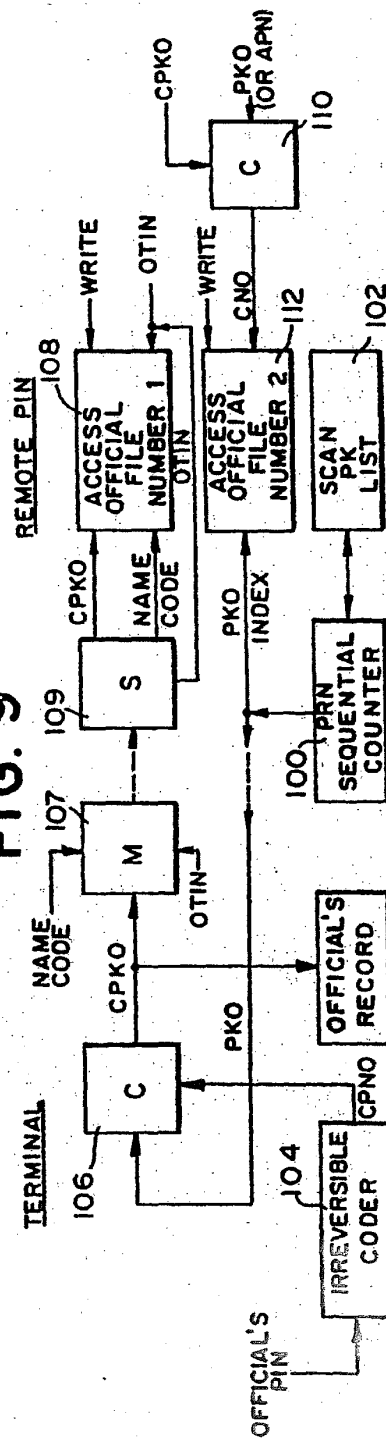 FIG. 9
TERMINAL
REMOTE PIN
NAME
CODE
107
M
OTIN
109
S
CPKO
NAME
CODE
OTIN
108
ACCESS
OFFICIAL
FILE
NUMBER 1
WRITE
OTIN
CPKO
106
C
CPKO
PKO
PKO
INDEX
ACCESS
OFFICIAL
FILE
NUMBER 2
112
WRITE
CNO
C
110
PKO
(OR APN)
OFFICIAL'S
PIN
104
IRREVERSIBLE
CODER
CPNO
OFFICIAL'S
RECORD
100
PRN
SEQUENTIAL
COUNTER
SCAN
PK
LIST
102